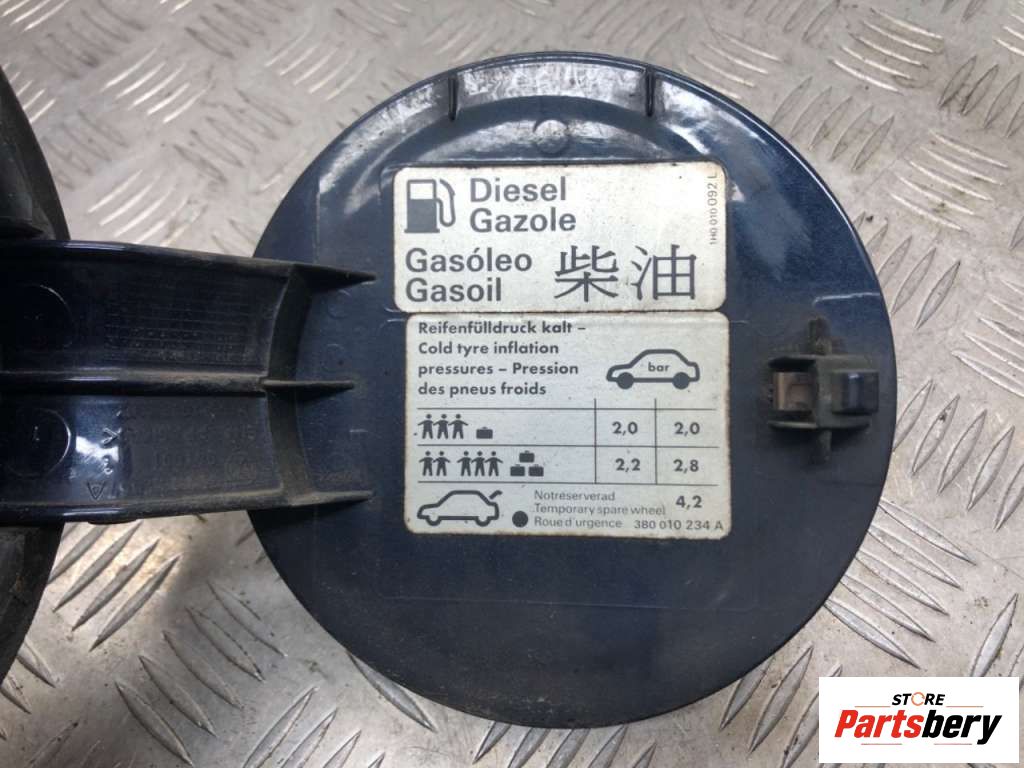 Diesel
Gazole
Gasóleo 柴油
Gasoil
1H0 010 092 L
Reifenfülldruck kalt –
Cold tyre inflation
pressures – Pression
des pneus froids
bar
2,0 2,0
2,2 2,8
Notreserverad 4,2
Temporary spare wheel
Roue d'urgence 3B0 010 234 A
STORE
Partsbery